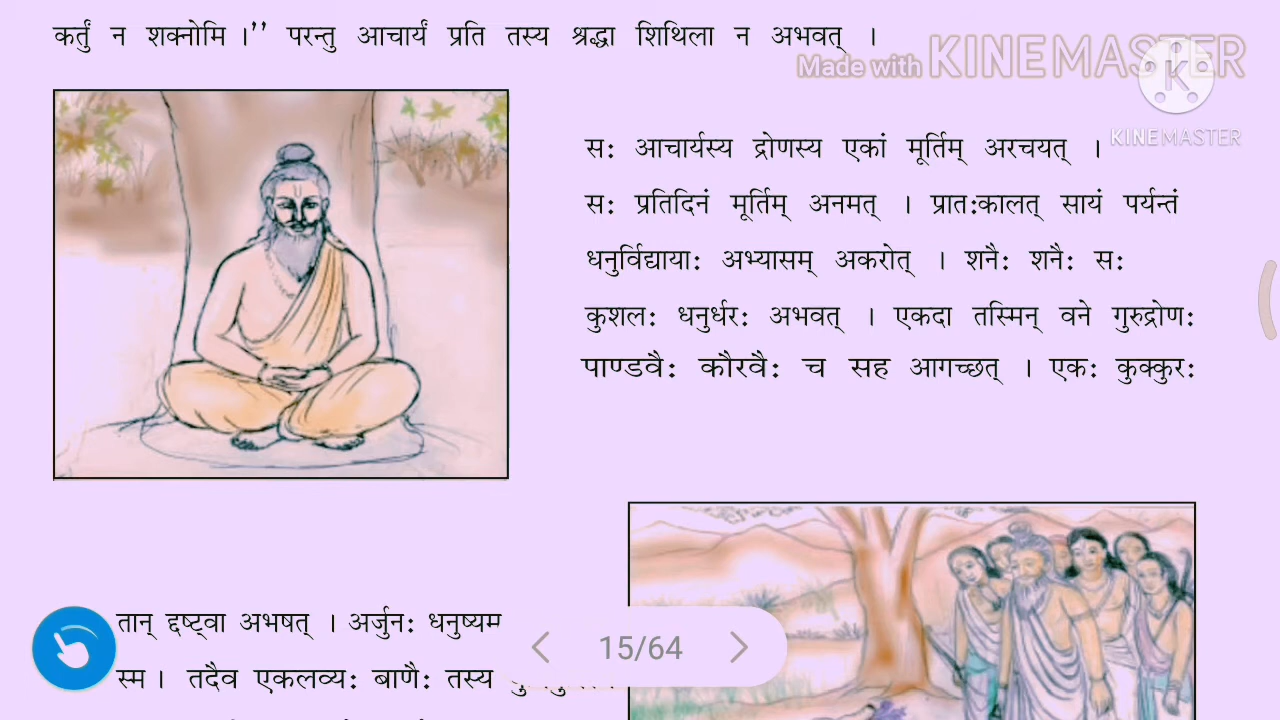 कर्तुं न शक्नोमि ।’’ परन्तु आचार्यं प्रति तस्य श्रद्धा शिथिला न अभवत् ।
Made with KINEMASTER
KINEMASTER
सः आचार्यस्य द्रोणस्य एकां मूर्तिम् अरचयत् ।
सः प्रतिदिनं मूर्तिम् अनमत् । प्रातःकालत् सायं पर्यन्तं
धनुर्विद्यायाः अभ्यासम् अकरोत् । शनैः शनैः सः
कुशलः धनुर्धरः अभवत् । एकदा तस्मिन् वने गुरुद्रोणः
पाण्डवैः कौरवैः च सह आगच्छत् । एकः कुक्कुरः
तान् दृष्ट्वा अभषत् । अर्जुनः
15/64
स्म । तदैव एकलव्यः बाणैः तस्य